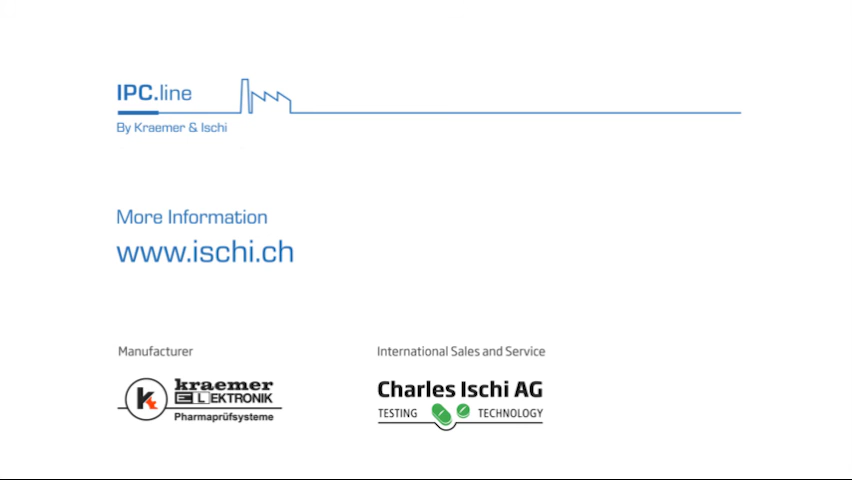 IPC.line
By Kraemer & Ischi
More Information
www.ischi.ch
Manufacturer
International Sales and Service
kraemer
ELEKTRONIK
Pharmaprüfsysteme
Charles Ischi AG
TESTING TECHNOLOGY